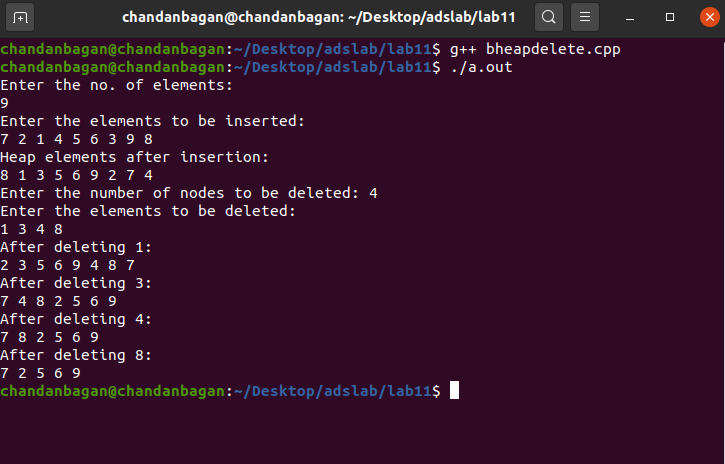 chandanbagan@chandanbagan: ~/Desktop/adslab/lab11
chandanbagan@chandanbagan:~/Desktop/adslab/lab11$ g++ bheapdelete.cpp
chandanbagan@chandanbagan:~/Desktop/adslab/lab11$ ./a.out
Enter the no. of elements:
9
Enter the elements to be inserted:
7 2 1 4 5 6 3 9 8
Heap elements after insertion:
8 1 3 5 6 9 2 7 4
Enter the number of nodes to be deleted: 4
Enter the elements to be deleted:
1 3 4 8
After deleting 1:
2 3 5 6 9 4 8 7
After deleting 3:
7 4 8 2 5 6 9
After deleting 4:
7 8 2 5 6 9
After deleting 8:
7 2 5 6 9
chandanbagan@chandanbagan:~/Desktop/adslab/lab11$